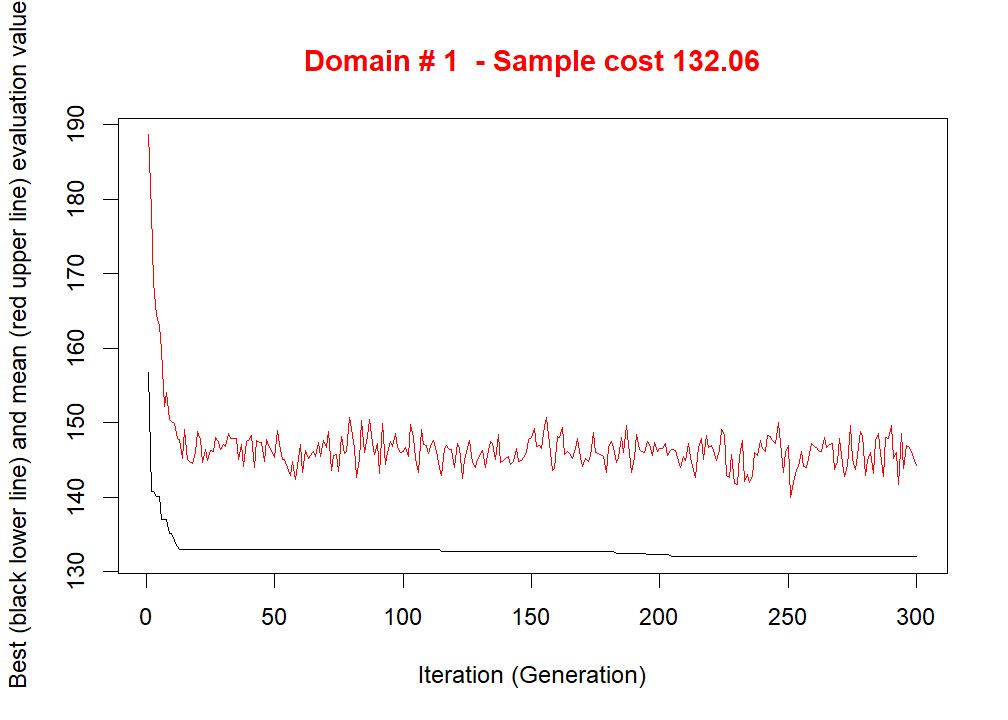 Domain # 1  - Sample cost 132.06
Best (black lower line) and mean (red upper line) evaluation value
190
180
170
160
150
140
130
0 50 100 150 200 250 300
Iteration (Generation)